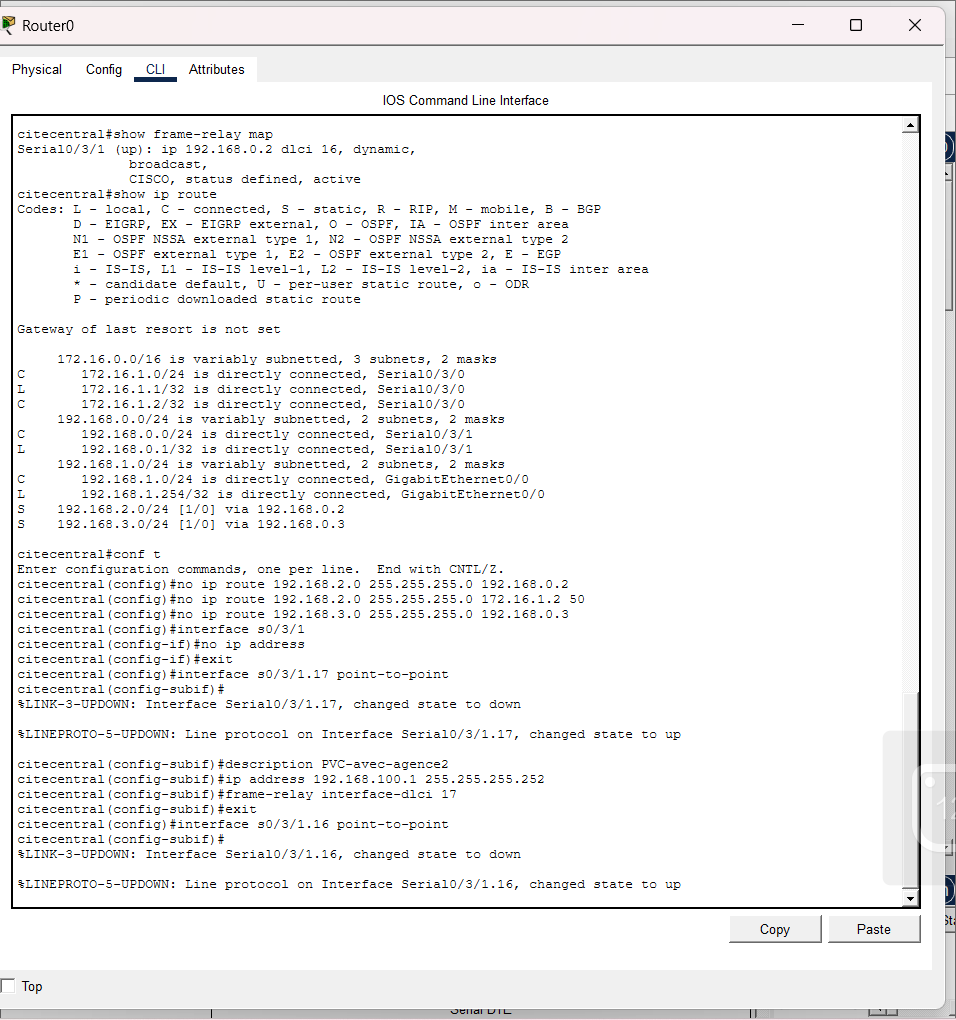 Router0
Physical Config CLI Attributes
IOS Command Line Interface
citecentral#show frame-relay map
Serial0/3/1 (up): ip 192.168.0.2 dlci 16, dynamic,
broadcast,
CISCO, status defined, active
citecentral#show ip route
Codes: L - local, C - connected, S - static, R - RIP, M - mobile, B - BGP
D - EIGRP, EX - EIGRP external, O - OSPF, IA - OSPF inter area
N1 - OSPF NSSA external type 1, N2 - OSPF NSSA external type 2
E1 - OSPF external type 1, E2 - OSPF external type 2, E - EGP
i - IS-IS, L1 - IS-IS level-1, L2 - IS-IS level-2, ia - IS-IS inter area
* - candidate default, U - per-user static route, o - ODR
P - periodic downloaded static route
Gateway of last resort is not set
172.16.0.0/16 is variably subnetted, 3 subnets, 2 masks
C 172.16.1.0/24 is directly connected, Serial0/3/0
L 172.16.1.1/32 is directly connected, Serial0/3/0
C 172.16.1.2/32 is directly connected, Serial0/3/0
192.168.0.0/24 is variably subnetted, 2 subnets, 2 masks
C 192.168.0.0/24 is directly connected, Serial0/3/1
L 192.168.0.1/32 is directly connected, Serial0/3/1
192.168.1.0/24 is variably subnetted, 2 subnets, 2 masks
C 192.168.1.0/24 is directly connected, GigabitEthernet0/0
L 192.168.1.254/32 is directly connected, GigabitEthernet0/0
S 192.168.2.0/24 [1/0] via 192.168.0.2
S 192.168.3.0/24 [1/0] via 192.168.0.3
citecentral#conf t
Enter configuration commands, one per line. End with CNTL/Z.
citecentral(config)#no ip route 192.168.2.0 255.255.255.0 192.168.0.2
citecentral(config)#no ip route 192.168.2.0 255.255.255.0 172.16.1.2 50
citecentral(config)#no ip route 192.168.3.0 255.255.255.0 192.168.0.3
citecentral(config)#interface s0/3/1
citecentral(config-if)#no ip address
citecentral(config-if)#exit
citecentral(config)#interface s0/3/1.17 point-to-point
citecentral(config-subif)#
%LINK-3-UPDOWN: Interface Serial0/3/1.17, changed state to down
%LINEPROTO-5-UPDOWN: Line protocol on Interface Serial0/3/1.17, changed state to up
citecentral(config-subif)#description PVC-avec-agence2
citecentral(config-subif)#ip address 192.168.100.1 255.255.255.252
citecentral(config-subif)#frame-relay interface-dlci 17
citecentral(config-subif)#exit
citecentral(config)#interface s0/3/1.16 point-to-point
citecentral(config-subif)#
%LINK-3-UPDOWN: Interface Serial0/3/1.16, changed state to down
%LINEPROTO-5-UPDOWN: Line protocol on Interface Serial0/3/1.16, changed state to up
Copy Paste
Top
Serial DTE